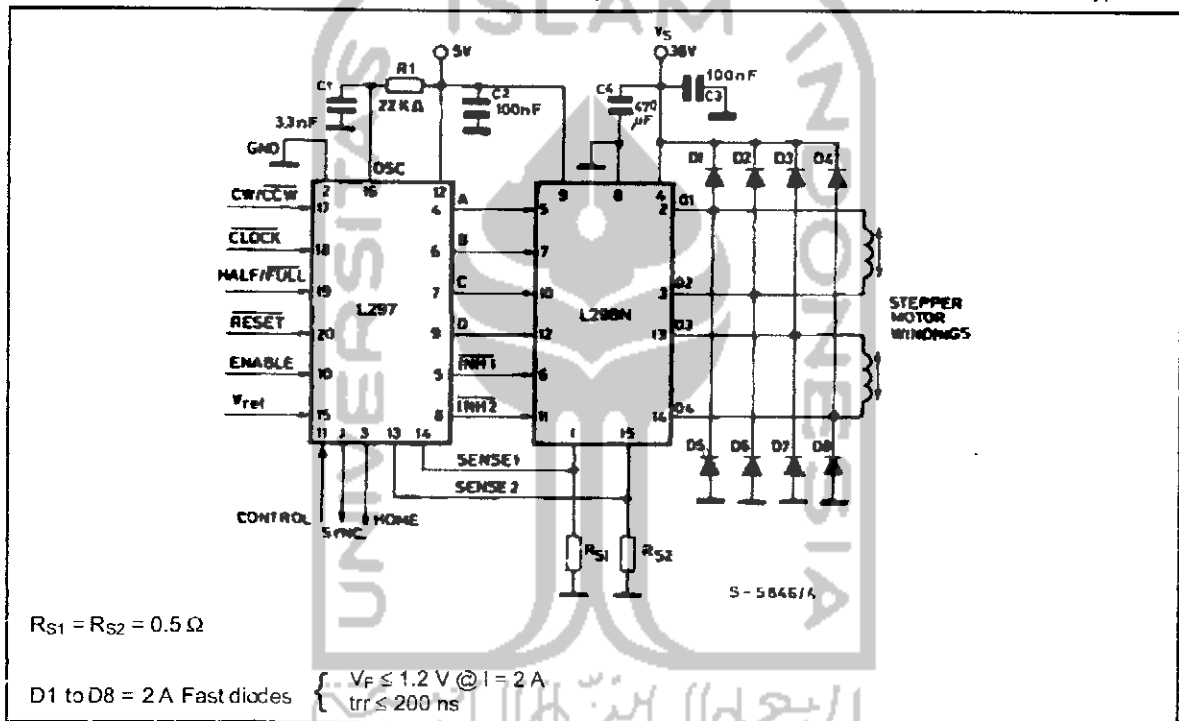 ISLAM
UNIVERSITAS
INDONESIA
5V
VS
36V
R1
22KΩ
C1
3.3nF
GND
OSC
C2
100nF
C4
470
µF
100nF
C3
D1 D2 D3 D4
2 16 12
9 8 4
CW/CCW 17
CLOCK 18
HALF/FULL 19
RESET 20
ENABLE 10
Vref 15
L297
4 A 5
6 B 7
7 C 10
9 D 12
5 INH1 6
8 INH2 11
L298N
2 O1
3 O2
13 O3
14 O4
STEPPER
MOTOR
WINDINGS
11 1 3 13 14
1 15
SENSE1
SENSE 2
CONTROL
SYNC
HOME
D5 D6 D7 D8
RS1
RS2
S-5846/4
RS1 = RS2 = 0.5 Ω
D1 to D8 = 2 A Fast diodes { VF ≤ 1.2 V @ I = 2 A
trr ≤ 200 ns